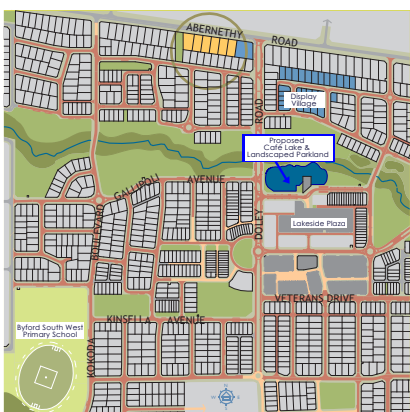 ABERNETHY
ROAD
Display
Village
ROAD
Proposed
Café Lake &
Landscaped Parkland
GALLIPOLI
AVENUE
BOULEVARD
DOLEY
Lakeside Plaza
VETERANS DRIVE
KINSELLA AVENUE
Byford South West
Primary School
KOKODA